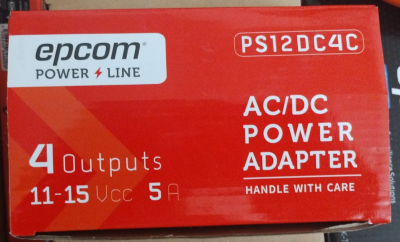 epcom®
POWER LINE
PS12DC4C
4 Outputs
11-15 Vcc 5 A
AC/DC
POWER
ADAPTER
HANDLE WITH CARE